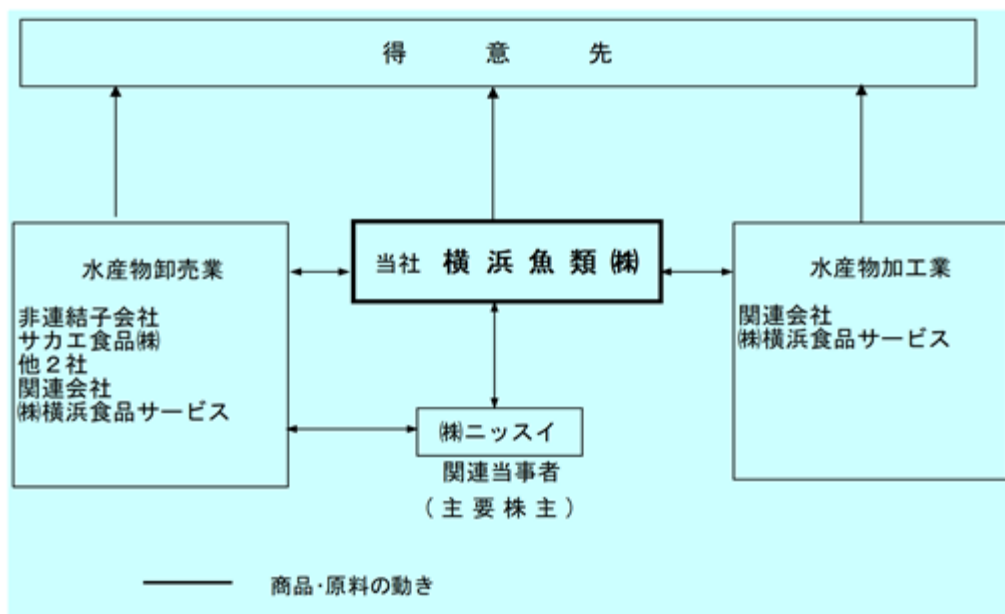 得意先
水産物卸売業
非連結子会社
サカエ食品㈱
他２社
関連会社
㈱横浜食品サービス
当社 横浜魚類㈱
水産物加工業
関連会社
㈱横浜食品サービス
㈱ニッスイ
関連当事者
(主要株主)
商品・原料の動き